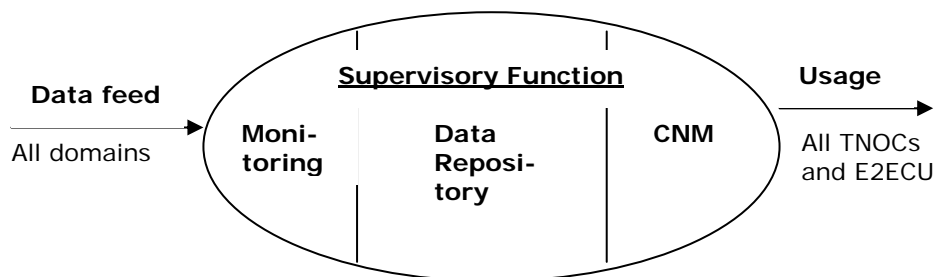 Supervisory Function
Data feed
All domains
Moni-
toring
Data
Reposi-
tory
CNM
Usage
All TNOCs
and E2ECU